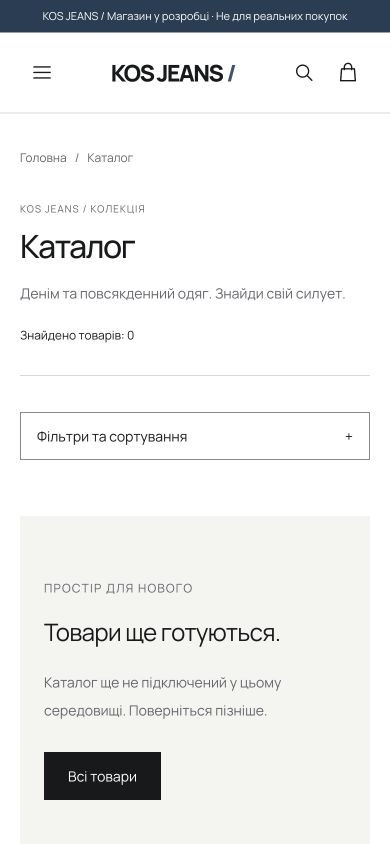 KOS JEANS / Магазин у розробці · Не для реальних покупок
KOS JEANS /
Головна / Каталог
KOS JEANS / КОЛЕКЦІЯ
Каталог
Денім та повсякденний одяг. Знайди свій силует.
Знайдено товарів: 0
Фільтри та сортування +
ПРОСТІР ДЛЯ НОВОГО
Товари ще готуються.
Каталог ще не підключений у цьому
середовищі. Поверніться пізніше.
Всі товари